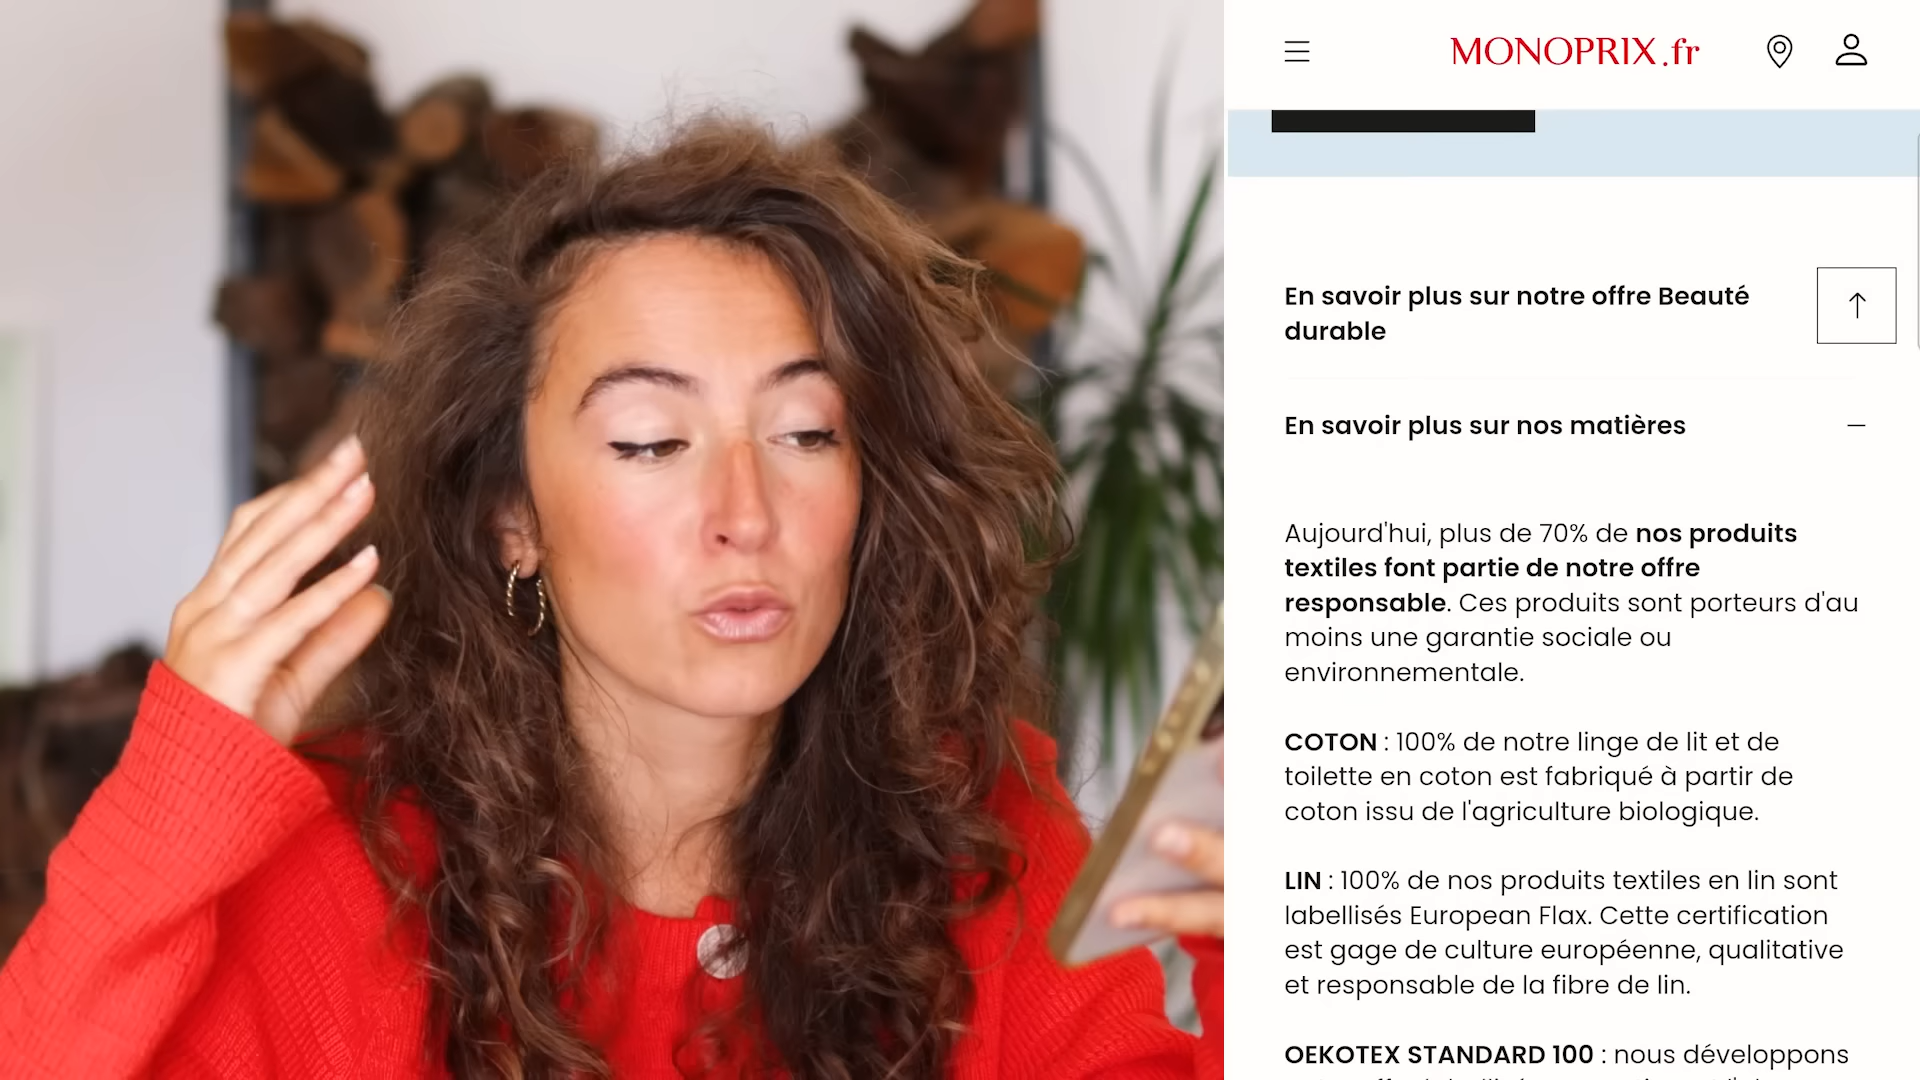 MONOPRIX.fr
En savoir plus sur notre offre Beauté
durable
En savoir plus sur nos matières
Aujourd'hui, plus de 70% de nos produits
textiles font partie de notre offre
responsable. Ces produits sont porteurs d'au
moins une garantie sociale ou
environnementale.
COTON : 100% de notre linge de lit et de
toilette en coton est fabriqué à partir de
coton issu de l'agriculture biologique.
LIN : 100% de nos produits textiles en lin sont
labellisés European Flax. Cette certification
est gage de culture européenne, qualitative
et responsable de la fibre de lin.
OEKOTEX STANDARD 100 : nous développons